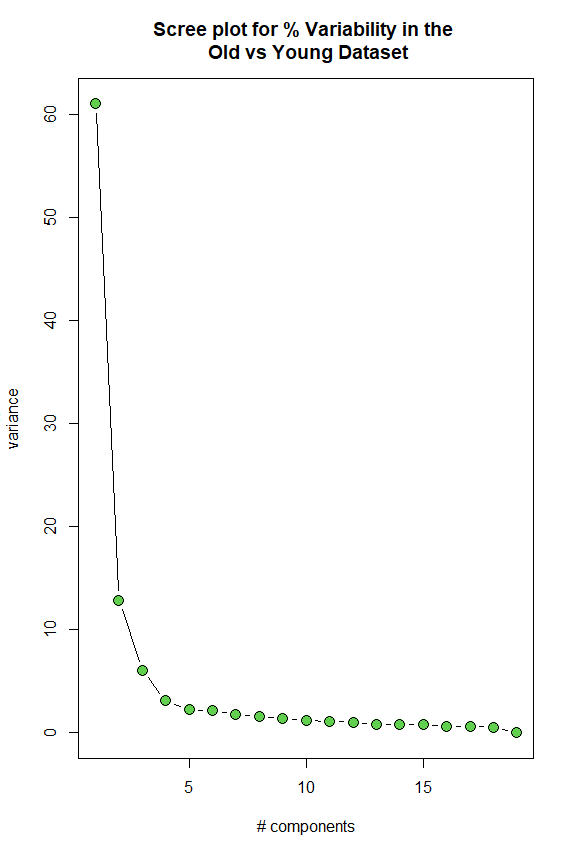 Scree plot for % Variability in the
Old vs Young Dataset
60
50
40
30
20
10
0
variance
5 10 15
# components